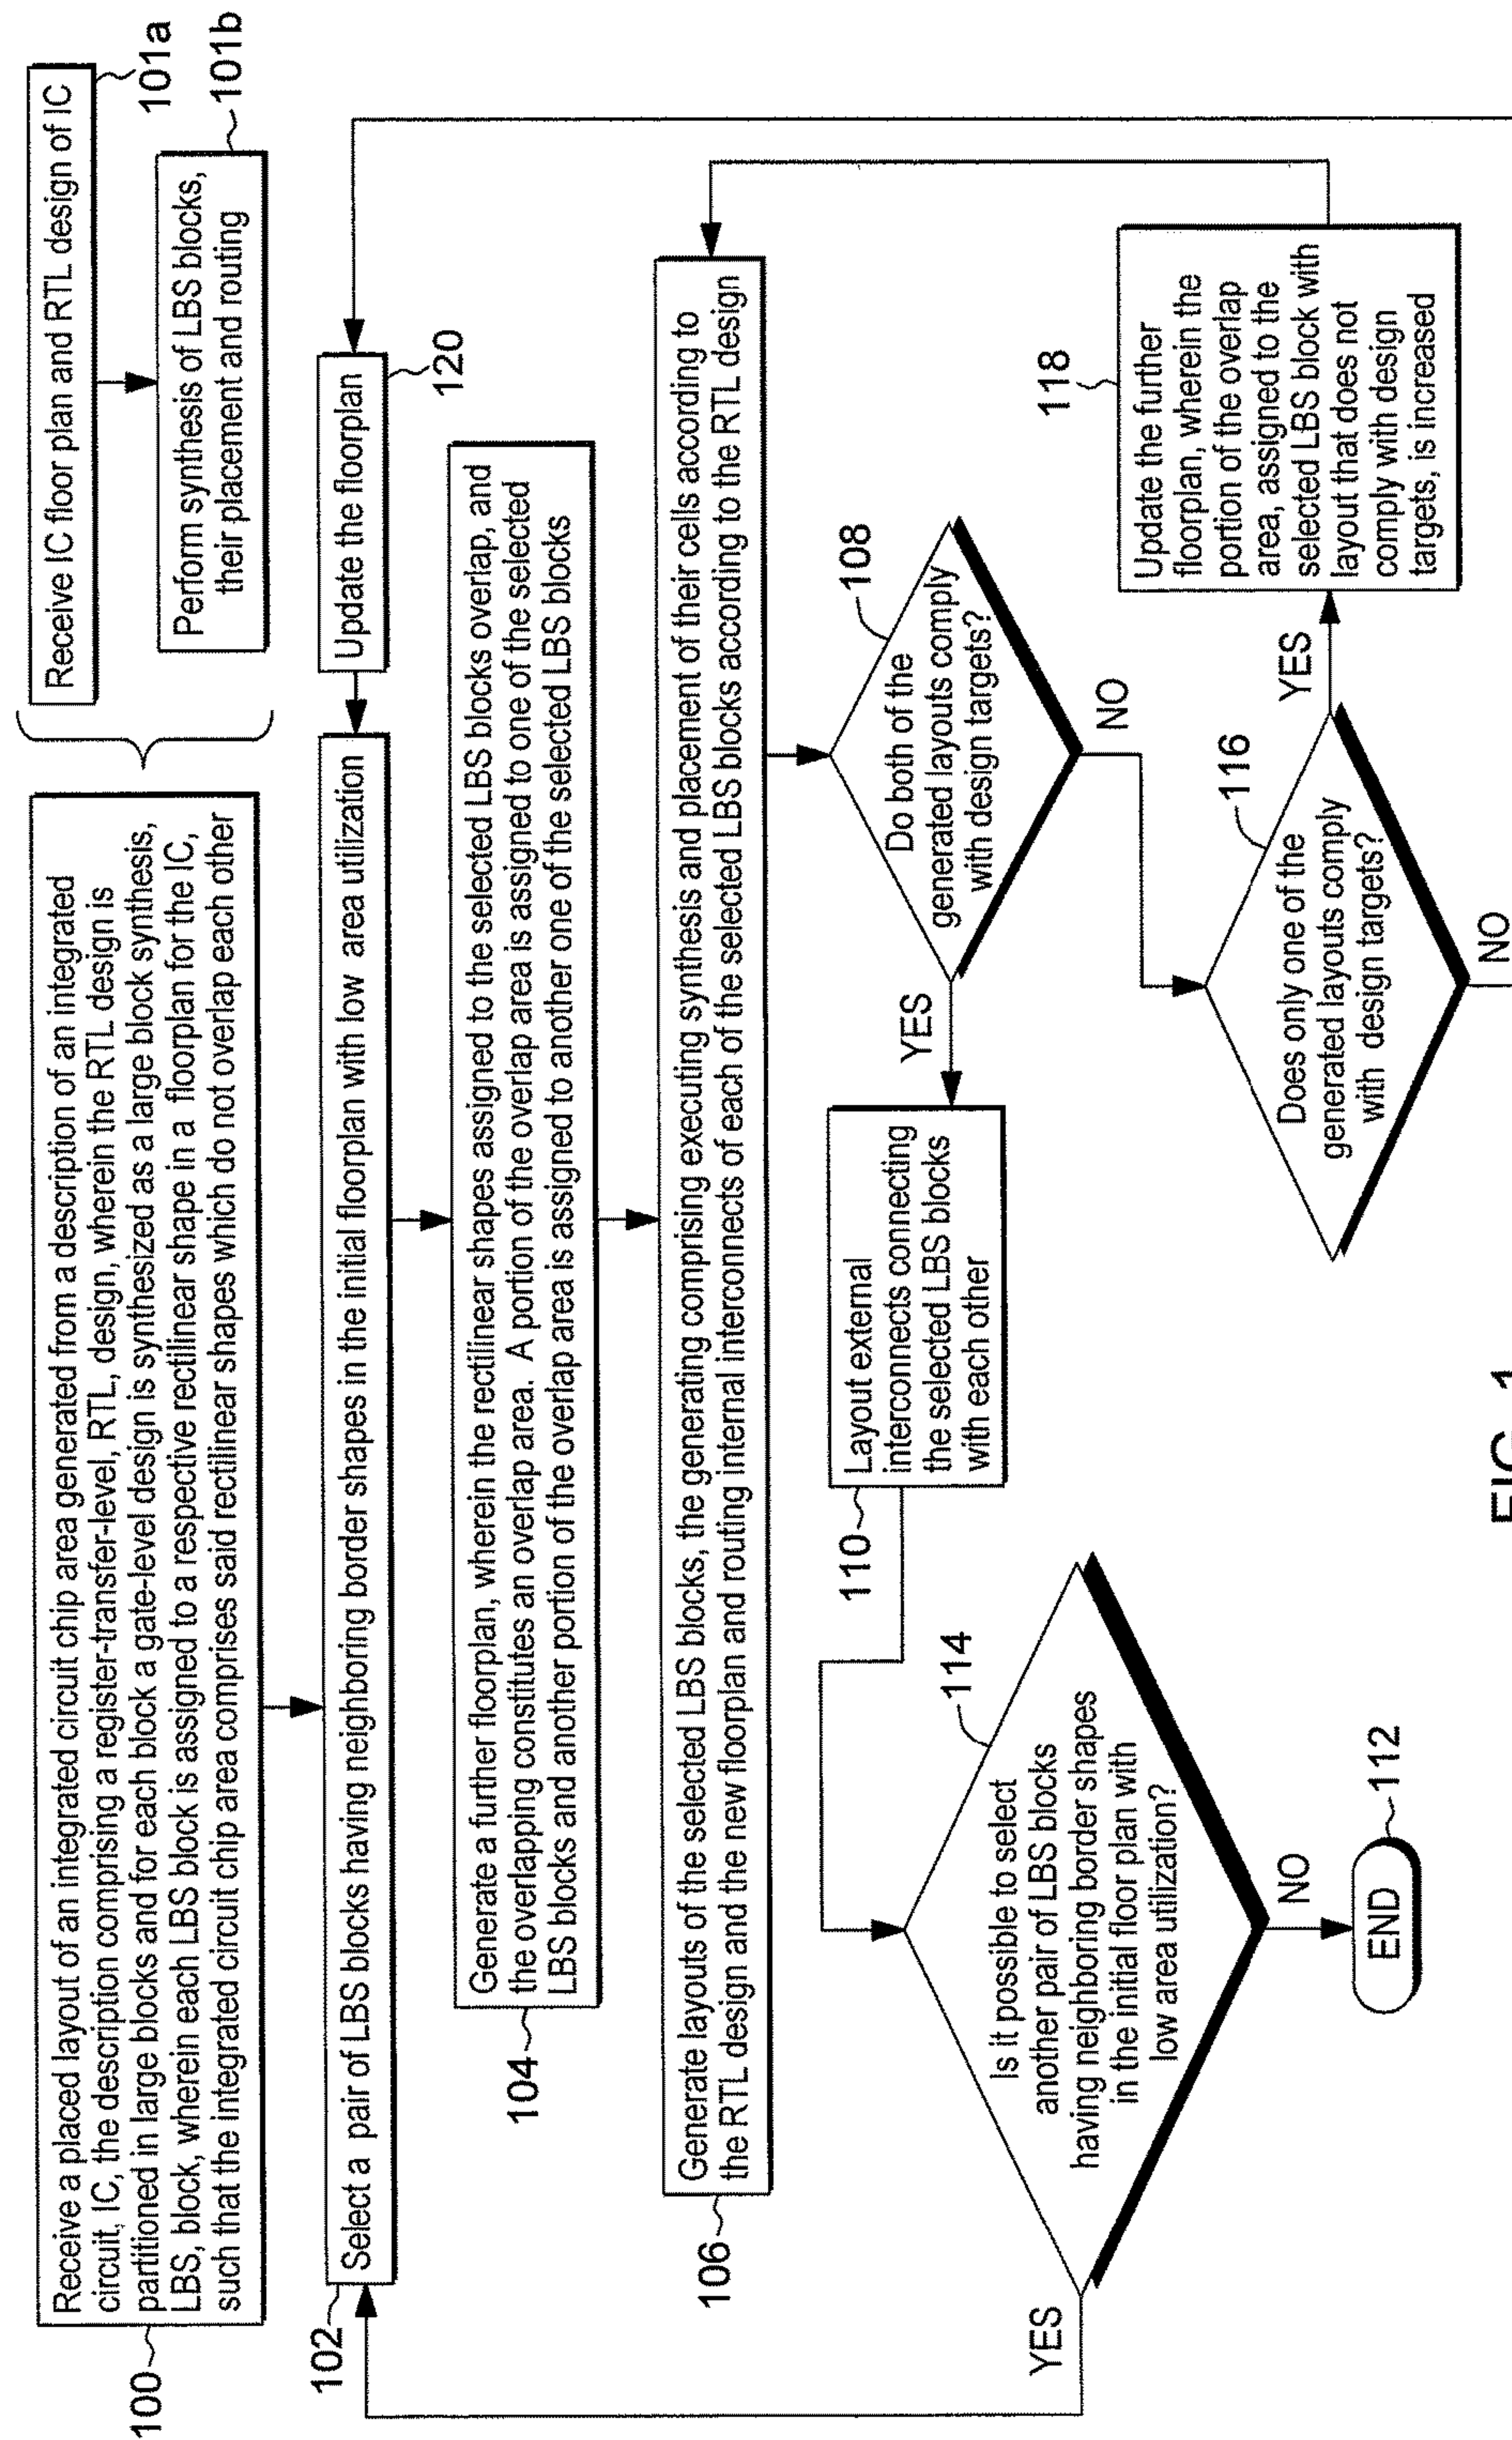 Receive a placed layout of an integrated circuit chip area generated from a description of an integrated
circuit, IC, the description comprising a register-transfer-level, RTL, design, wherein the RTL design is
partitioned in large blocks and for each block a gate-level design is synthesized as a large block synthesis,
LBS, block, wherein each LBS block is assigned to a respective rectilinear shape in a floorplan for the IC,
such that the integrated circuit chip area comprises said rectilinear shapes which do not overlap each other
100
Receive IC floor plan and RTL design of IC
101a
Perform synthesis of LBS blocks,
their placement and routing
101b
102
Select a pair of LBS blocks having neighboring border shapes in the initial floorplan with low area utilization
Update the floorplan
120
Generate a further floorplan, wherein the rectilinear shapes assigned to the selected LBS blocks overlap, and
the overlapping constitutes an overlap area. A portion of the overlap area is assigned to one of the selected
LBS blocks and another portion of the overlap area is assigned to another one of the selected LBS blocks
104
Generate layouts of the selected LBS blocks, the generating comprising executing synthesis and placement of their cells according to
the RTL design and the new floorplan and routing internal interconnects of each of the selected LBS blocks according to the RTL design
106
108
Do both of the
generated layouts comply
with design targets?
YES
NO
Layout external
interconnects connecting
the selected LBS blocks
with each other
110
114
Is it possible to select
another pair of LBS blocks
having neighboring border shapes
in the initial floor plan with
low area utilization?
YES
NO
END
112
116
Does only one of the
generated layouts comply
with design targets?
YES
NO
118
Update the further
floorplan, wherein the
portion of the overlap
area, assigned to the
selected LBS block with
layout that does not
comply with design
targets, is increased
FIG. 1